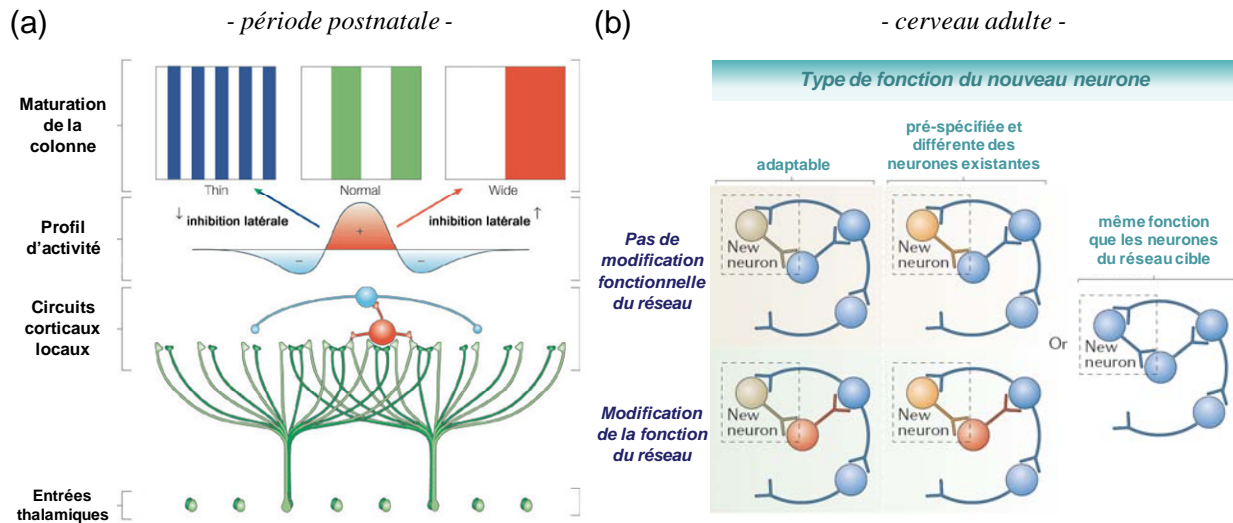 (a)
- période postnatale -
Maturation
de la
colonne
Thin
Normal
Wide
↓ inhibition latérale
inhibition latérale ↑
Profil
d'activité
+
–
–
Circuits
corticaux
locaux
Entrées
thalamiques
(b)
- cerveau adulte -
Type de fonction du nouveau neurone
adaptable
pré-spécifiée et
différente des
neurones existantes
même fonction
que les neurones
du réseau cible
Pas de
modification
fonctionnelle
du réseau
New
neuron
New
neuron
Or
New
neuron
Modification
de la fonction
du réseau
New
neuron
New
neuron